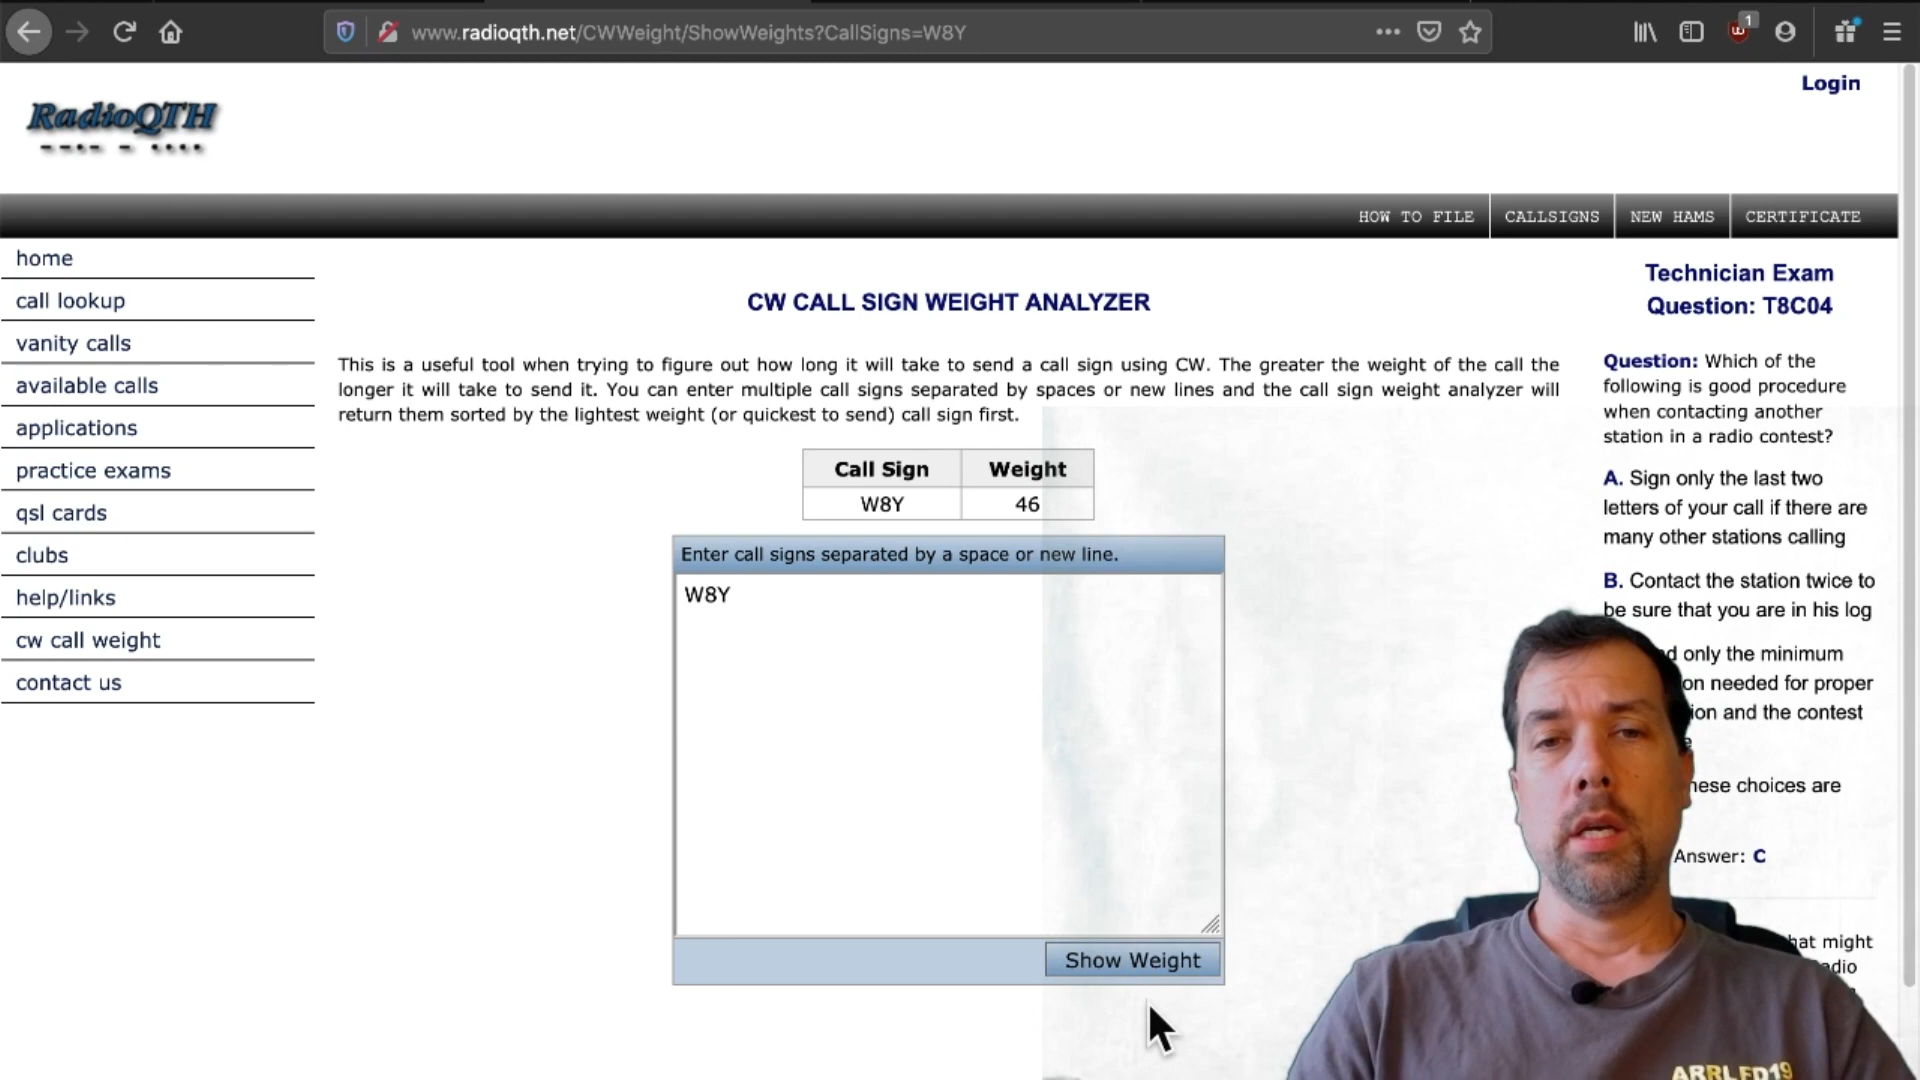 www.radioqth.net/CWWeight/ShowWeights?CallSigns=W8Y
1
Login
RadioQTH
HOW TO FILE
CALLSIGNS
NEW HAMS
CERTIFICATE
home
call lookup
vanity calls
available calls
applications
practice exams
qsl cards
clubs
help/links
cw call weight
contact us
CW CALL SIGN WEIGHT ANALYZER
This is a useful tool when trying to figure out how long it will take to send a call sign using CW. The greater the weight of the call the
longer it will take to send it. You can enter multiple call signs separated by spaces or new lines and the call sign weight analyzer will
return them sorted by the lightest weight (or quickest to send) call sign first.
Call Sign Weight
W8Y 46
Enter call signs separated by a space or new line.
W8Y
Show Weight
Technician Exam
Question: T8C04
Question: Which of the
following is good procedure
when contacting another
station in a radio contest?
A. Sign only the last two
letters of your call if there are
many other stations calling
B. Contact the station twice to
be sure that you are in his log
only the minimum
needed for proper
and the contest
choices are
Answer: C
might
ARRL FD19